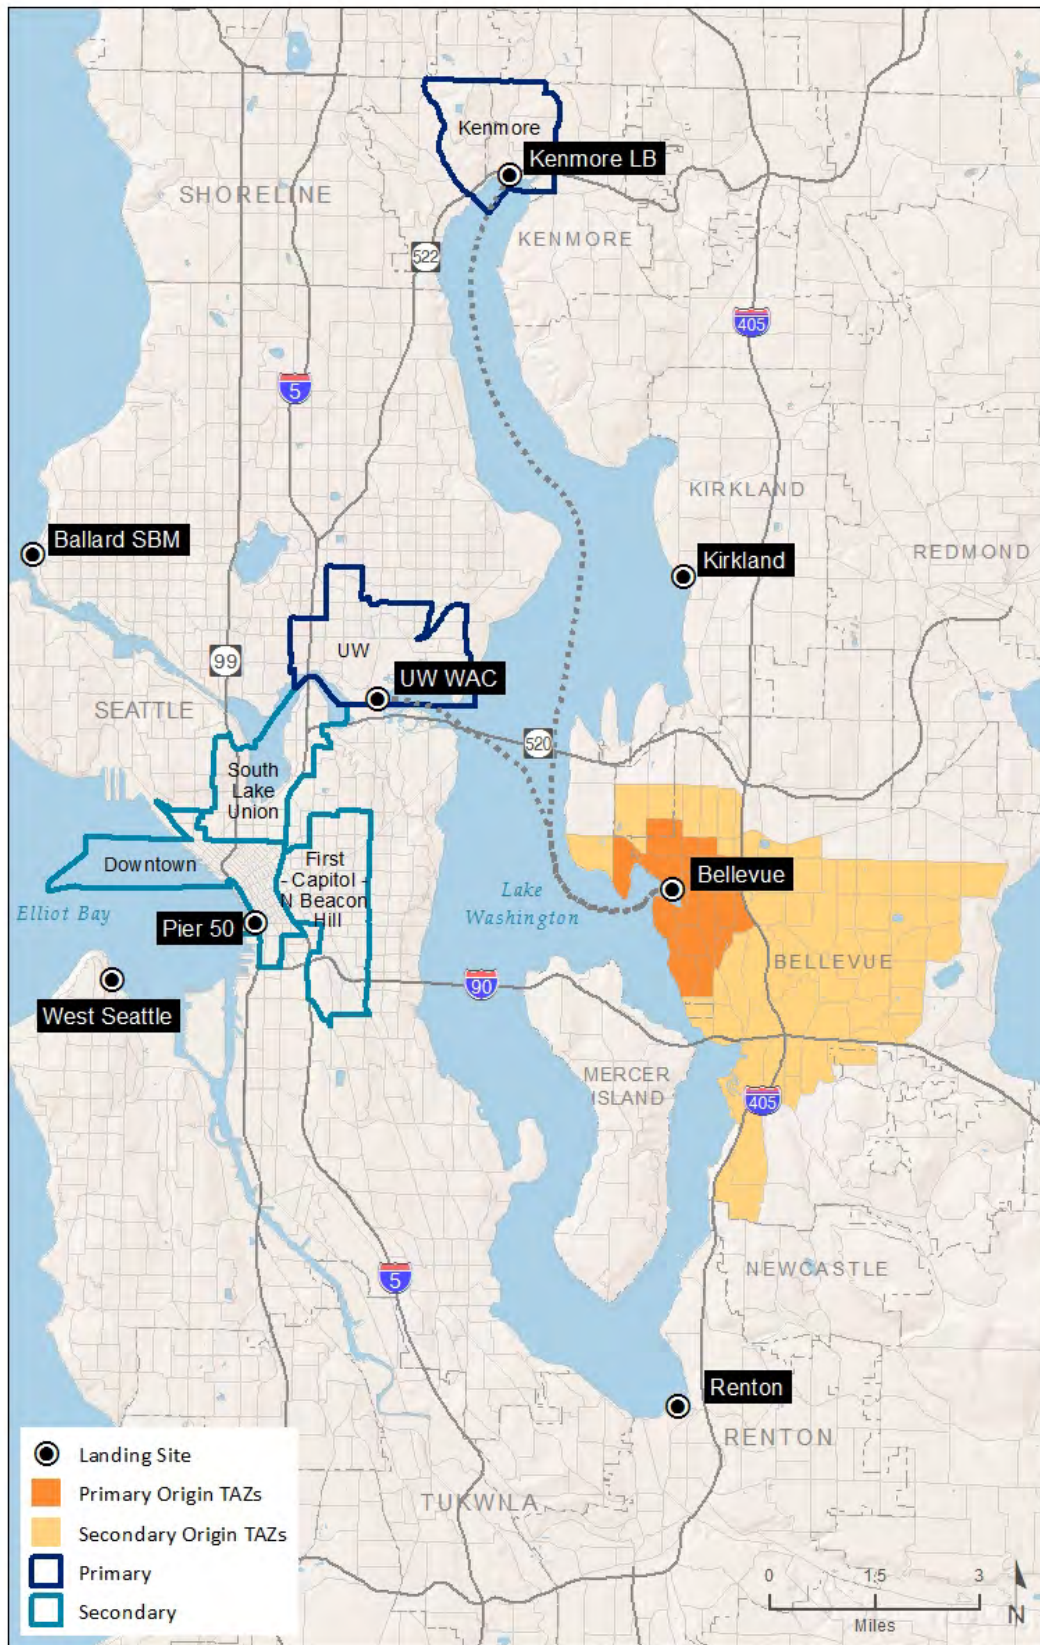 Kenmore
Kenmore LB
SHORELINE
KENMORE
522
405
5
KIRKLAND
Ballard SBM
REDMOND
Kirkland
UW
99
UW WAC
SEATTLE
520
South
Lake
Union
Downtown
First
- Capitol -
N Beacon
Hill
Bellevue
Lake
Washington
Elliot Bay
Pier 50
BELLEVUE
West Seattle
90
MERCER
ISLAND
405
NEWCASTLE
5
Renton
RENTON
TUKWILA
Landing Site
Primary Origin TAZs
Secondary Origin TAZs
Primary
Secondary
0 1.5 3
Miles
N